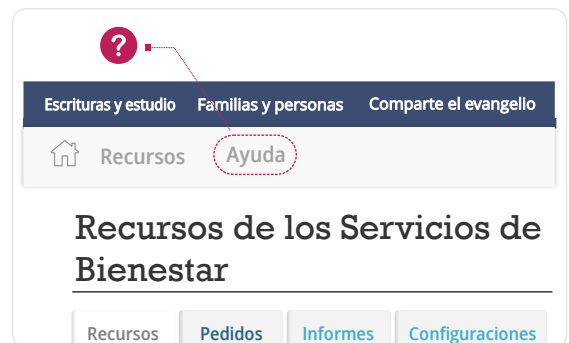 ?
Escrituras y estudio Familias y personas Comparte el evangelio
Recursos Ayuda
Recursos de los Servicios de
Bienestar
Recursos Pedidos Informes Configuraciones